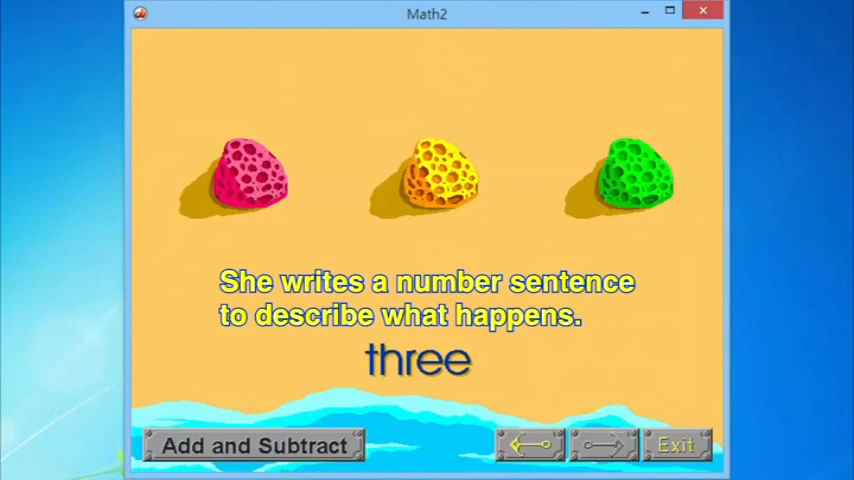 Math2
She writes a number sentence
to describe what happens.
three
Add and Subtract
Exit